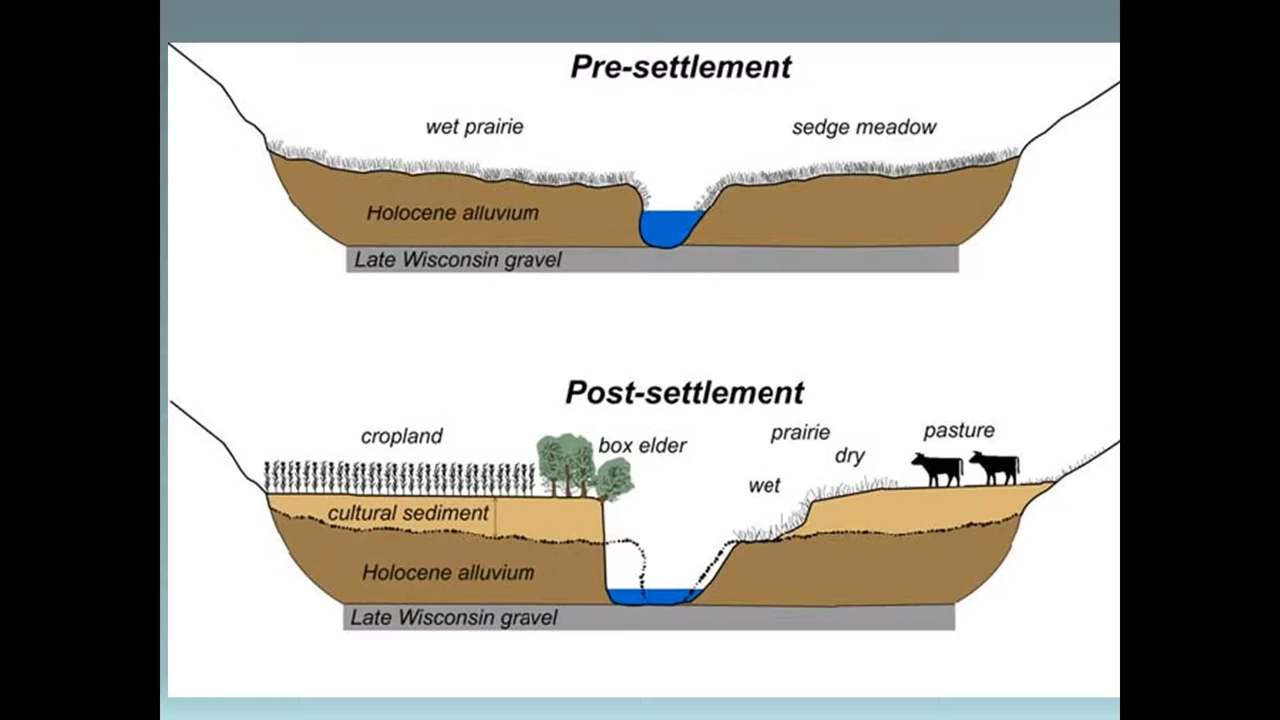 Pre-settlement
wet prairie
sedge meadow
Holocene alluvium
Late Wisconsin gravel
Post-settlement
cropland
box elder
prairie
pasture
dry
wet
cultural sediment
Holocene alluvium
Late Wisconsin gravel